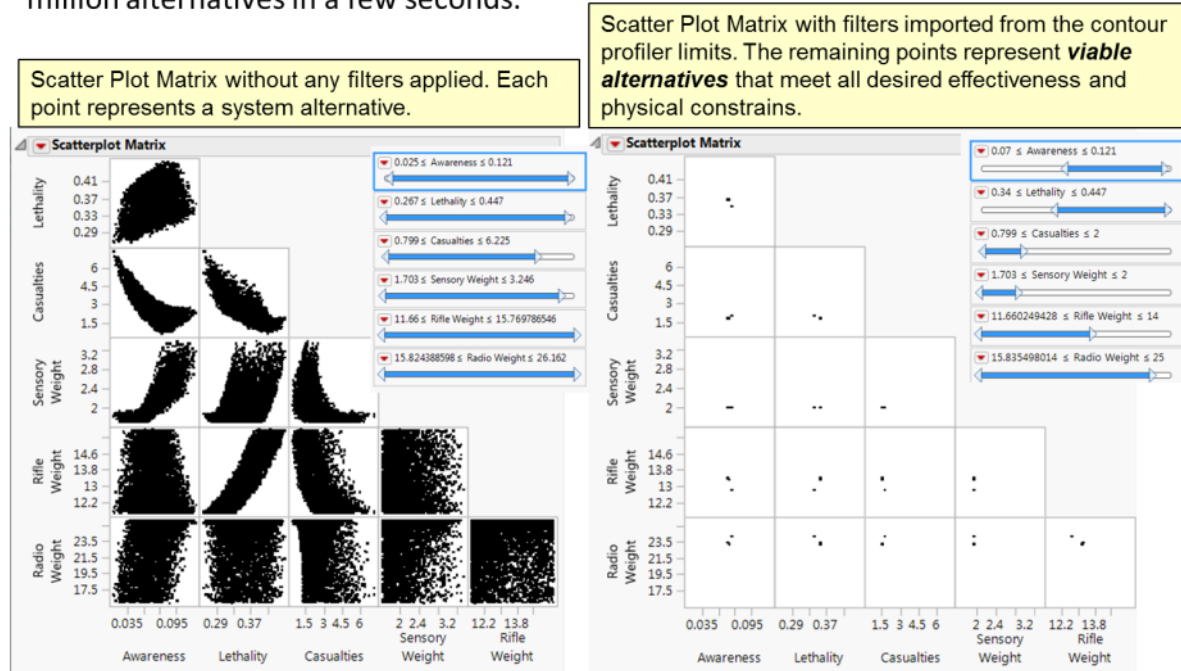 million alternatives in a few seconds.
Scatter Plot Matrix without any filters applied. Each
point represents a system alternative.
Scatter Plot Matrix with filters imported from the contour
profiler limits. The remaining points represent viable
alternatives that meet all desired effectiveness and
physical constrains.
Scatterplot Matrix
0.025 ≤ Awareness ≤ 0.121
0.267 ≤ Lethality ≤ 0.447
0.799 ≤ Casualties ≤ 6.225
1.703 ≤ Sensory Weight ≤ 3.246
11.66 ≤ Rifle Weight ≤ 15.769786546
15.824388598 ≤ Radio Weight ≤ 26.162
Lethality
0.41
0.37
0.33
0.29
Casualties
6
4.5
3
1.5
Sensory
Weight
3.2
2.8
2.4
2
Rifle
Weight
14.6
13.8
13
12.2
Radio
Weight
23.5
21.5
19.5
17.5
0.035 0.095 0.29 0.37 1.5 3 4.5 6 2 2.4 3.2 12.2 13.8
Awareness Lethality Casualties Sensory Weight Rifle Weight
Scatterplot Matrix
0.07 ≤ Awareness ≤ 0.121
0.34 ≤ Lethality ≤ 0.447
0.799 ≤ Casualties ≤ 2
1.703 ≤ Sensory Weight ≤ 2
11.660249428 ≤ Rifle Weight ≤ 14
15.835498014 ≤ Radio Weight ≤ 25
Lethality
0.41
0.37
0.33
0.29
Casualties
6
4.5
3
1.5
Sensory
Weight
3.2
2.8
2.4
2
Rifle
Weight
14.6
13.8
13
12.2
Radio
Weight
23.5
21.5
19.5
17.5
0.035 0.095 0.29 0.37 1.5 3 4.5 6 2 2.4 3.2 12.2 13.8
Awareness Lethality Casualties Sensory Weight Rifle Weight